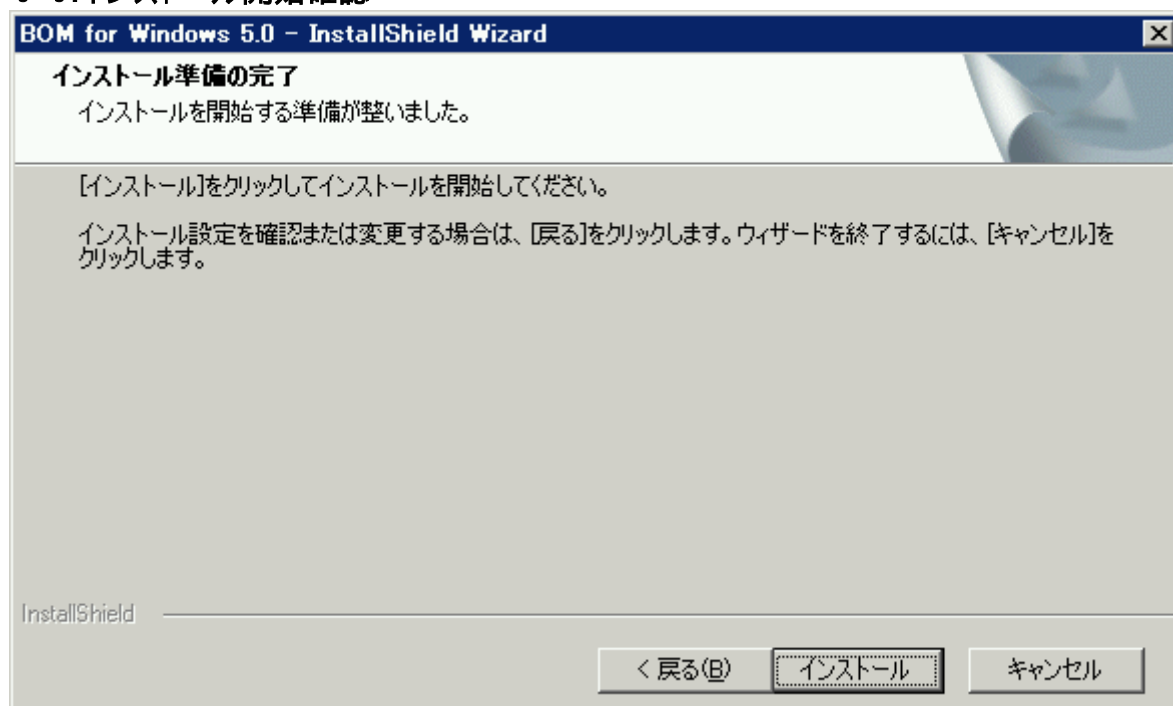 BOM for Windows 5.0 - InstallShield Wizard
インストール準備の完了
インストールを開始する準備が整いました。
[インストール]をクリックしてインストールを開始してください。
インストール設定を確認または変更する場合は、[戻る]をクリックします。ウィザードを終了するには、[キャンセル]を
クリックします。
InstallShield
< 戻る(B)
インストール
キャンセル